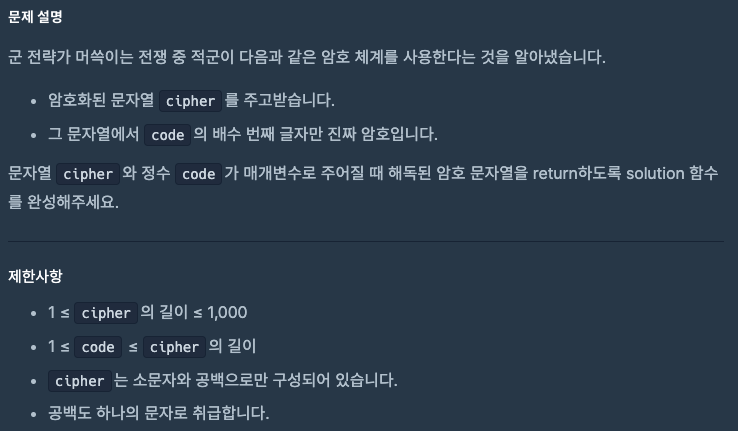 문제 설명
군 전략가 머쓱이는 전쟁 중 적군이 다음과 같은 암호 체계를 사용한다는 것을 알아냈습니다.
• 암호화된 문자열 cipher 를 주고받습니다.
• 그 문자열에서 code 의 배수 번째 글자만 진짜 암호입니다.
문자열 cipher 와 정수 code 가 매개변수로 주어질 때 해독된 암호 문자열을 return하도록 solution 함수
를 완성해주세요.
제한사항
• 1 ≤ cipher 의 길이 ≤ 1,000
• 1 ≤ code ≤ cipher 의 길이
• cipher 는 소문자와 공백으로만 구성되어 있습니다.
• 공백도 하나의 문자로 취급합니다.